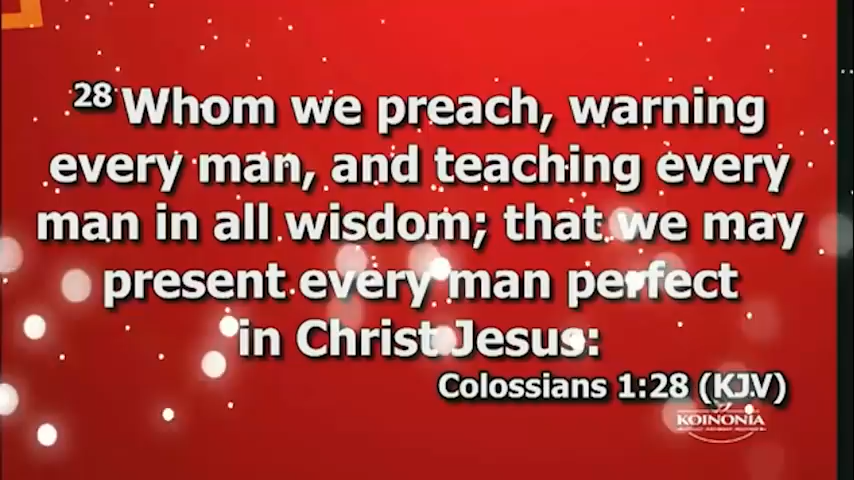 28 Whom we preach, warning
every man, and teaching every
man in all wisdom; that we may
present every man perfect
in Christ Jesus:
Colossians 1:28 (KJV)
KOINONIA